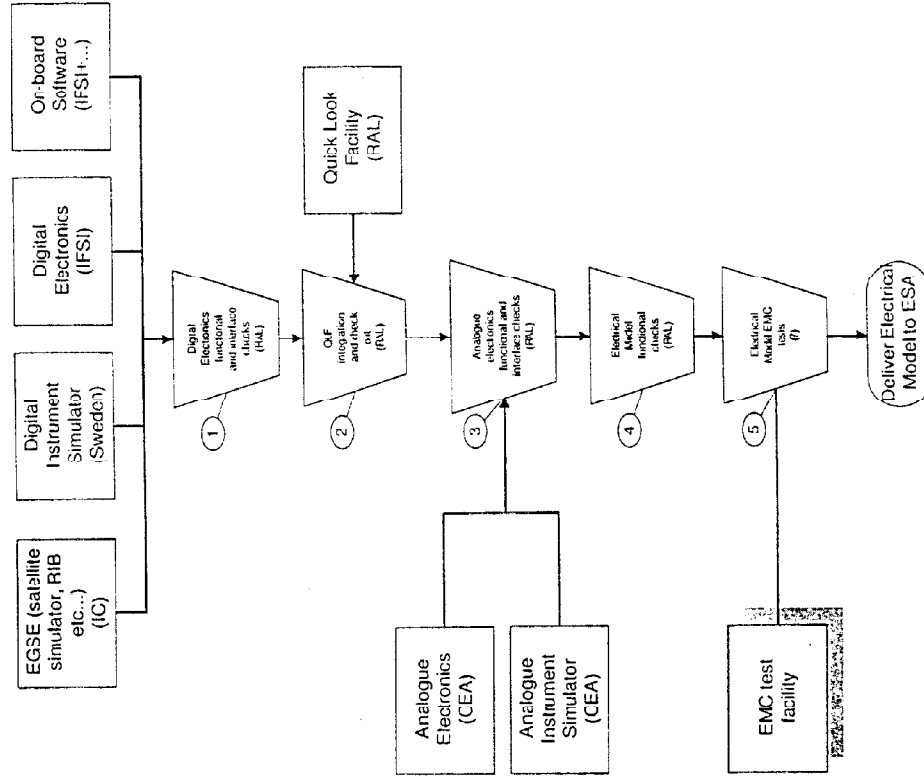 EGSE (satellite
simulator, RIB
etc...)
(IC)
Digital
Instrument
Simulator
(Sweden)
Digital
Electronics
(IFSI)
On-board
Software
(IFSI+...)
1
Digital
Electronics
functional
and interface
checks
(RAL)
Quick Look
Facility
(RAL)
2
integration
and check
out
(RAL)
Analogue
Electronics
(CEA)
Analogue
Instrument
Simulator
(CEA)
3
Analogue
electronics
functional and
interface checks
(RAL)
4
Electrical
Model
functional
checks
(RAL)
5
Electrical
Model EMC
tests
(?)
EMC test
facility
Deliver Electrical
Model to ESA